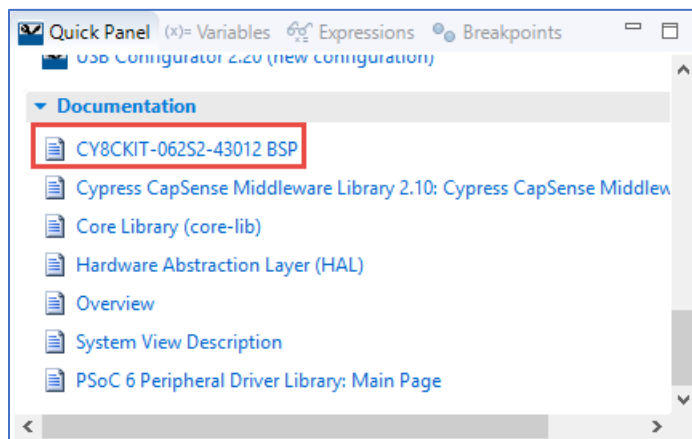 Quick Panel (x)= Variables Expressions Breakpoints
USB Configurator 2.20 (new configuration)
Documentation
CY8CKIT-062S2-43012 BSP
Cypress CapSense Middleware Library 2.10: Cypress CapSense Middlew
Core Library (core-lib)
Hardware Abstraction Layer (HAL)
Overview
System View Description
PSoC 6 Peripheral Driver Library: Main Page